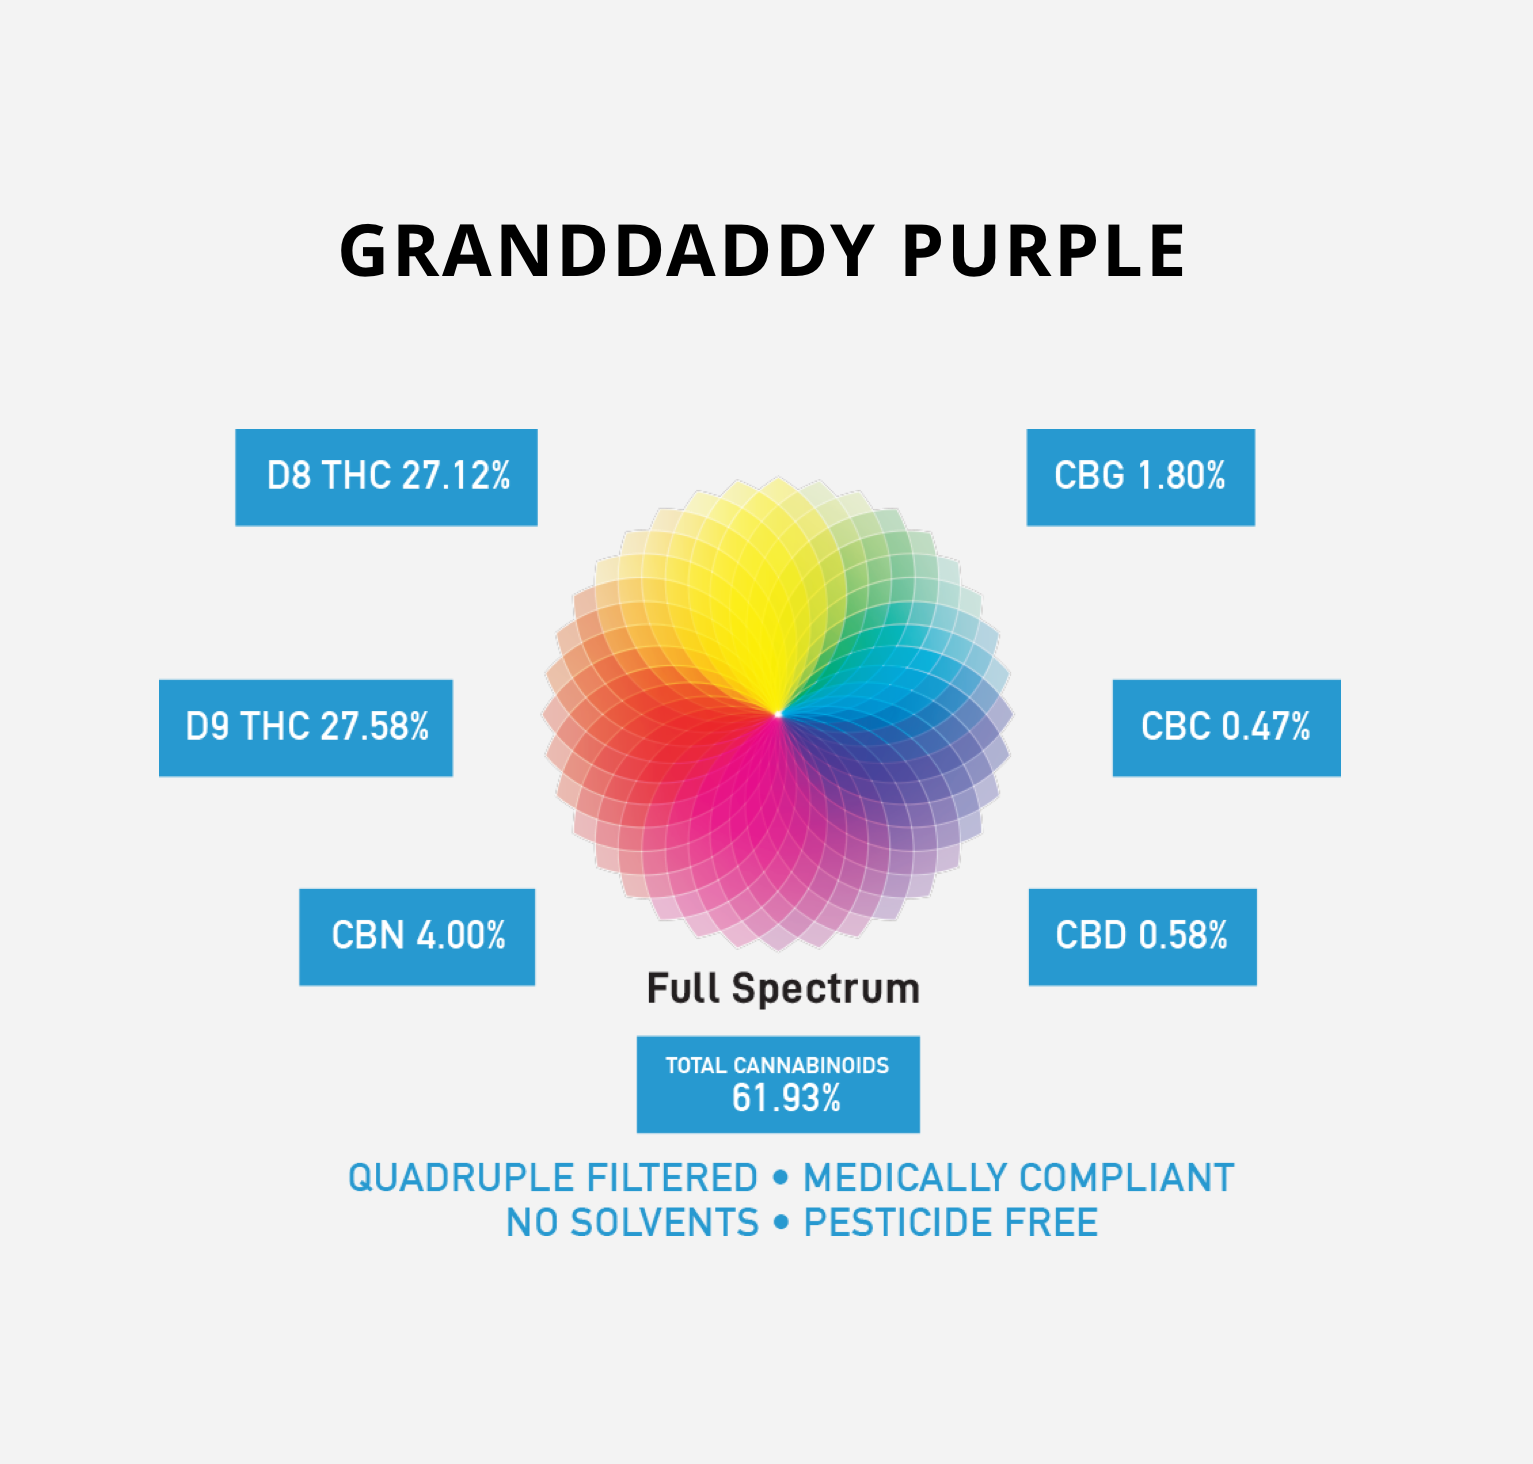 GRANDDADDY PURPLE
D8 THC 27.12%
CBG 1.80%
D9 THC 27.58%
CBC 0.47%
CBN 4.00%
CBD 0.58%
Full Spectrum
TOTAL CANNABINOIDS
61.93%
QUADRUPLE FILTERED • MEDICALLY COMPLIANT
NO SOLVENTS • PESTICIDE FREE